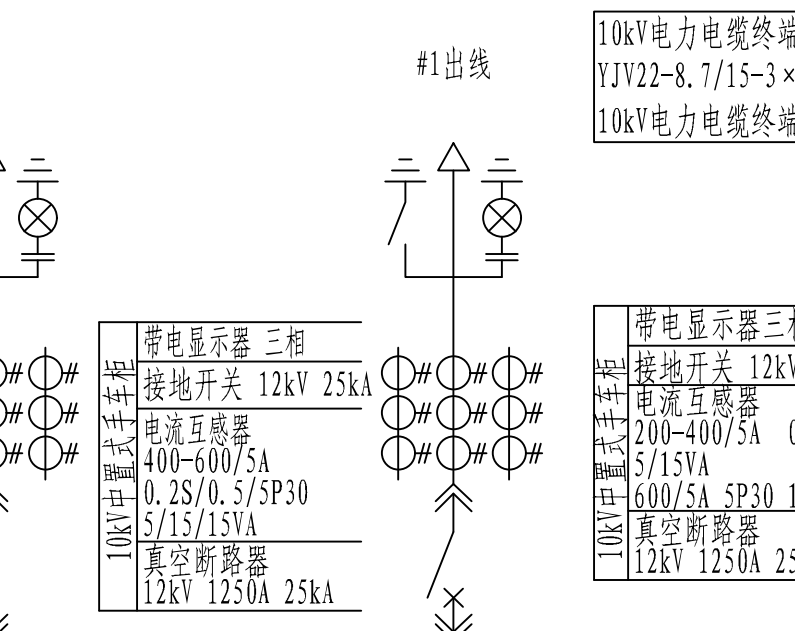 #1出线
10kV电力电缆终端
YJV22-8.7/15-3×
10kV电力电缆终端
10kV中置式手车柜
带电显示器 三相
接地开关 12kV 25kA
电流互感器
400-600/5A
0.2S/0.5/5P30
5/15/15VA
真空断路器
12kV 1250A 25kA
10kV中置式手车柜
带电显示器三相
接地开关 12kV
电流互感器
200-400/5A
5/15VA
600/5A 5P30 1
真空断路器
12kV 1250A 25